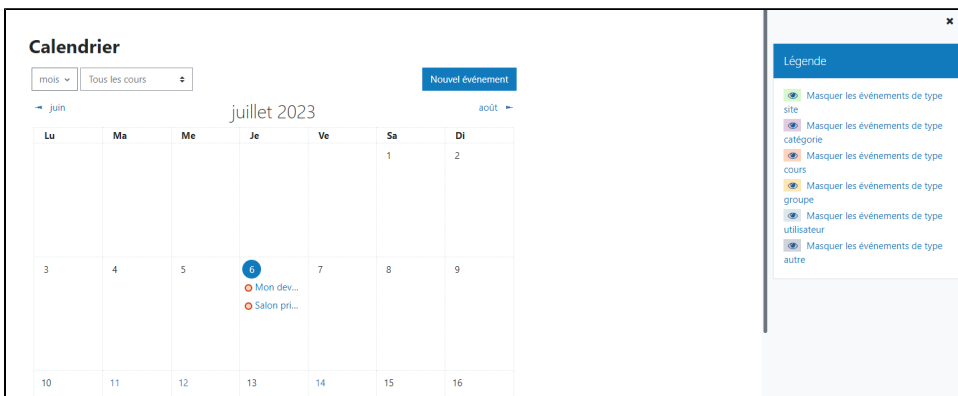 ×
Calendrier
mois
Tous les cours
Nouvel événement
◄ juin
juillet 2023
août ►
Lu Ma Me Je Ve Sa Di
1 2
3 4 5 6 7 8 9
Mon dev...
Salon pri...
10 11 12 13 14 15 16
Légende
Masquer les événements de type
site
Masquer les événements de type
catégorie
Masquer les événements de type
cours
Masquer les événements de type
groupe
Masquer les événements de type
utilisateur
Masquer les événements de type
autre